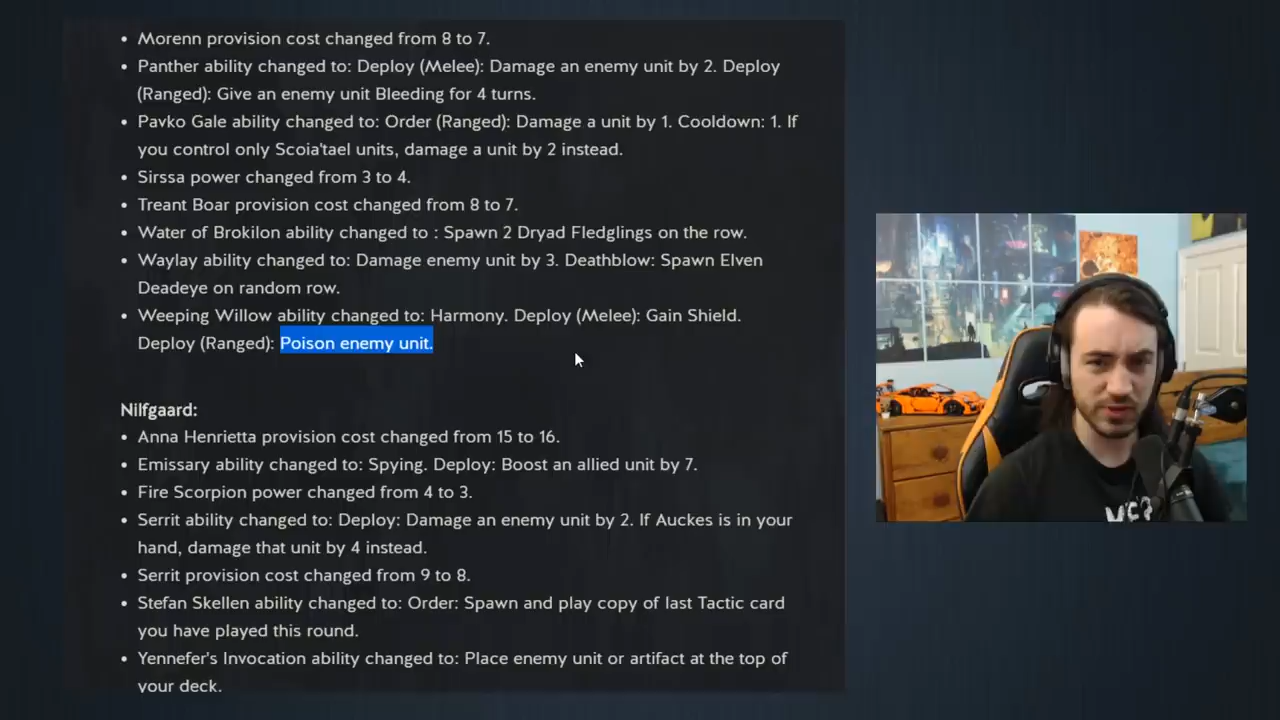 • Morenn provision cost changed from 8 to 7.
• Panther ability changed to: Deploy (Melee): Damage an enemy unit by 2. Deploy
(Ranged): Give an enemy unit Bleeding for 4 turns.
• Pavko Gale ability changed to: Order (Ranged): Damage a unit by 1. Cooldown: 1. If
you control only Scoia'tael units, damage a unit by 2 instead.
• Sirssa power changed from 3 to 4.
• Treant Boar provision cost changed from 8 to 7.
• Water of Brokilon ability changed to : Spawn 2 Dryad Fledglings on the row.
• Waylay ability changed to: Damage enemy unit by 3. Deathblow: Spawn Elven
Deadeye on random row.
• Weeping Willow ability changed to: Harmony. Deploy (Melee): Gain Shield.
Deploy (Ranged): Poison enemy unit.
Nilfgaard:
• Anna Henrietta provision cost changed from 15 to 16.
• Emissary ability changed to: Spying. Deploy: Boost an allied unit by 7.
• Fire Scorpion power changed from 4 to 3.
• Serrit ability changed to: Deploy: Damage an enemy unit by 2. If Auckes is in your
hand, damage that unit by 4 instead.
• Serrit provision cost changed from 9 to 8.
• Stefan Skellen ability changed to: Order: Spawn and play copy of last Tactic card
you have played this round.
• Yennefer's Invocation ability changed to: Place enemy unit or artifact at the top of
your deck.